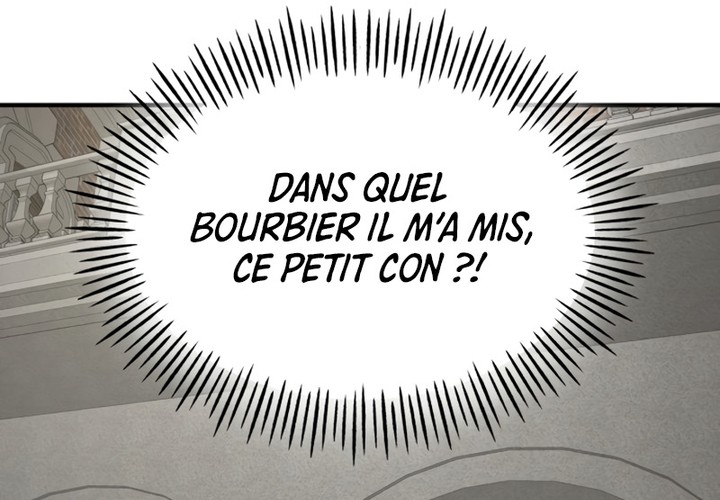 DANS QUEL
BOURBIER IL M'A MIS,
CE PETIT CON ?!